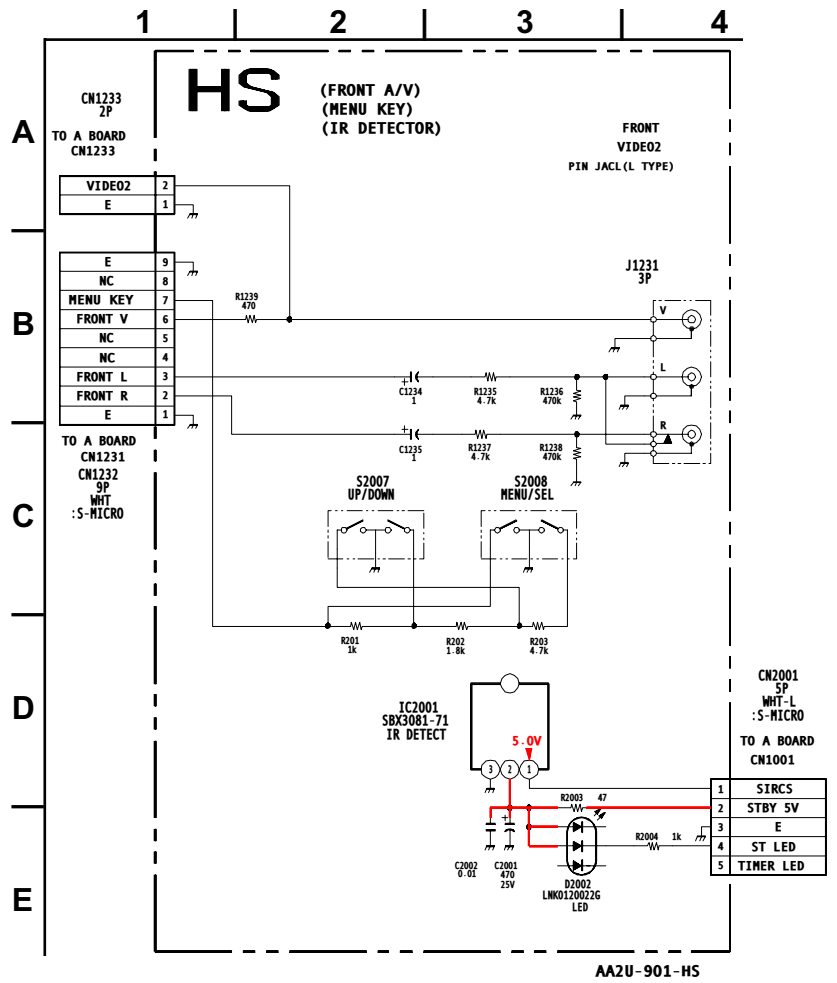 1 2 3 4
HS
(FRONT A/V)
(MENU KEY)
(IR DETECTOR)
A
CN1233
2P
TO A BOARD
CN1233
FRONT
VIDEO2
PIN JACL(L TYPE)
VIDEO2 2
E 1
B
E 9
NC 8
MENU KEY 7
FRONT V 6
NC 5
NC 4
FRONT L 3
FRONT R 2
E 1
R1239
470
J1231
3P
V
L
R
C1234
1
R1235
4.7k
R1236
470k
C1235
1
R1237
4.7k
R1238
470k
TO A BOARD
CN1231
CN1232
9P
WHT
:S-MICRO
C
S2007
UP/DOWN
S2008
MENU/SEL
R201
1k
R202
1.8k
R203
4.7k
D
IC2001
SBX3081-71
IR DETECT
5.0V
3 2 1
CN2001
5P
WHT-L
:S-MICRO
TO A BOARD
CN1001
1 SIRCS
2 STBY 5V
3 E
4 ST LED
5 TIMER LED
R2003 47
R2004 1k
E
+
C2002
0.01
C2001
470
25V
D2002
LNK0120022G
LED
AA2U-901-HS